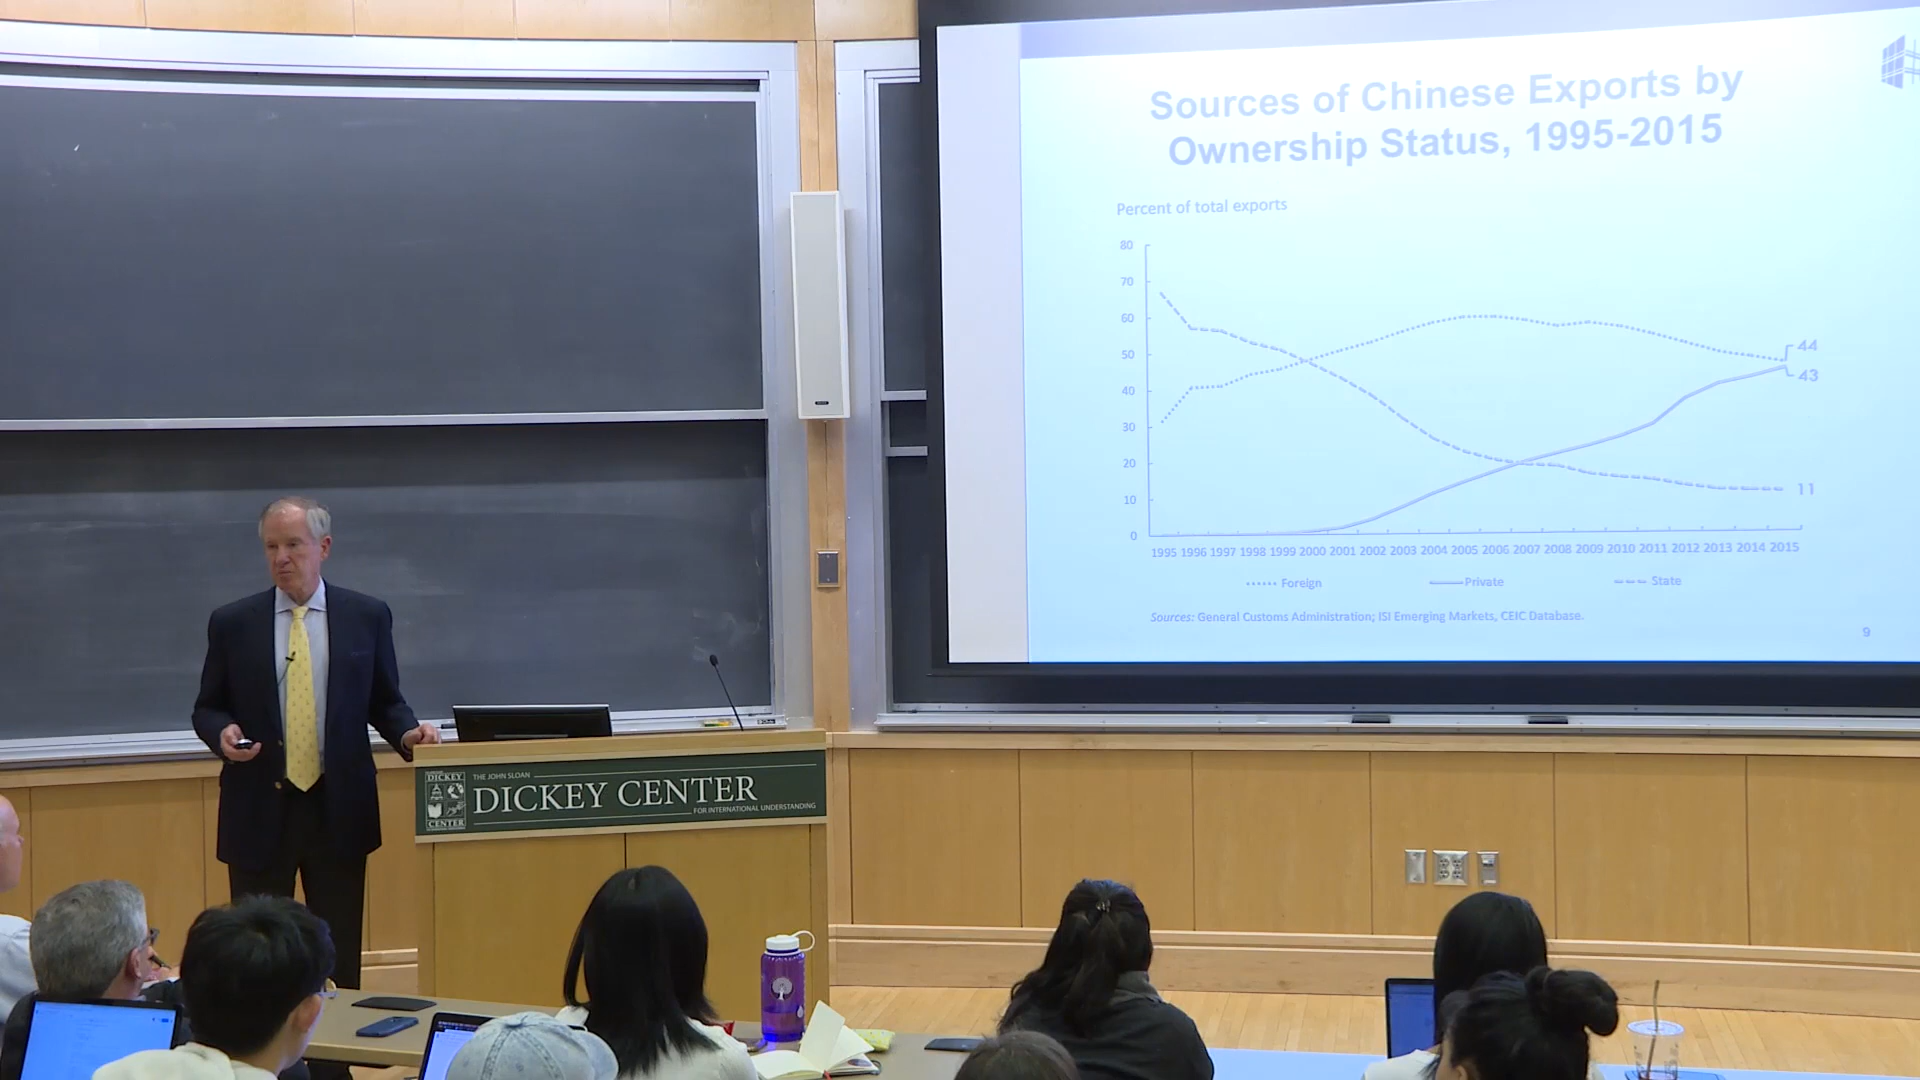 Sources of Chinese Exports by
Ownership Status, 1995-2015
Percent of total exports
80
70
60
50
40
30
20
10
0
44
43
11
1995 1996 1997 1998 1999 2000 2001 2002 2003 2004 2005 2006 2007 2008 2009 2010 2011 2012 2013 2014 2015
Foreign Private State
Sources: General Customs Administration; ISI Emerging Markets, CEIC Database.
9
DICKEY
CENTER
THE JOHN SLOAN
DICKEY CENTER
FOR INTERNATIONAL UNDERSTANDING